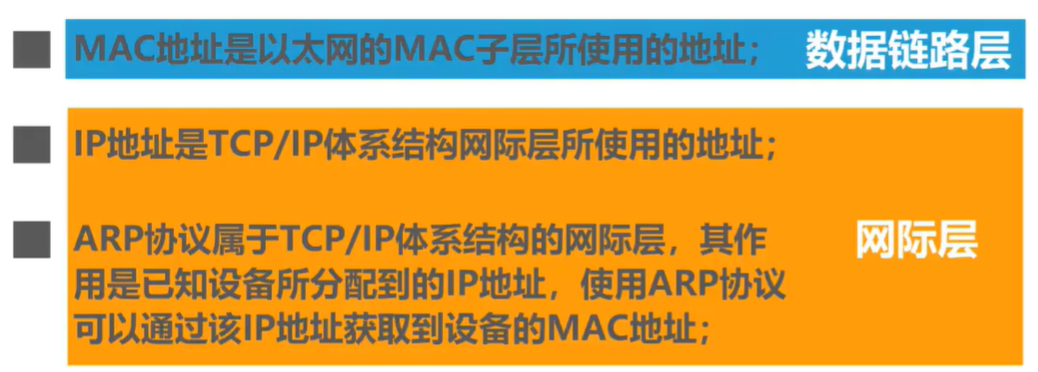 MAC地址是以太网的MAC子层所使用的地址； 数据链路层
IP地址是TCP/IP体系结构网际层所使用的地址；
ARP协议属于TCP/IP体系结构的网际层，其作
网际层
用是已知设备所分配到的IP地址，使用ARP协议
可以通过该IP地址获取到设备的MAC地址；